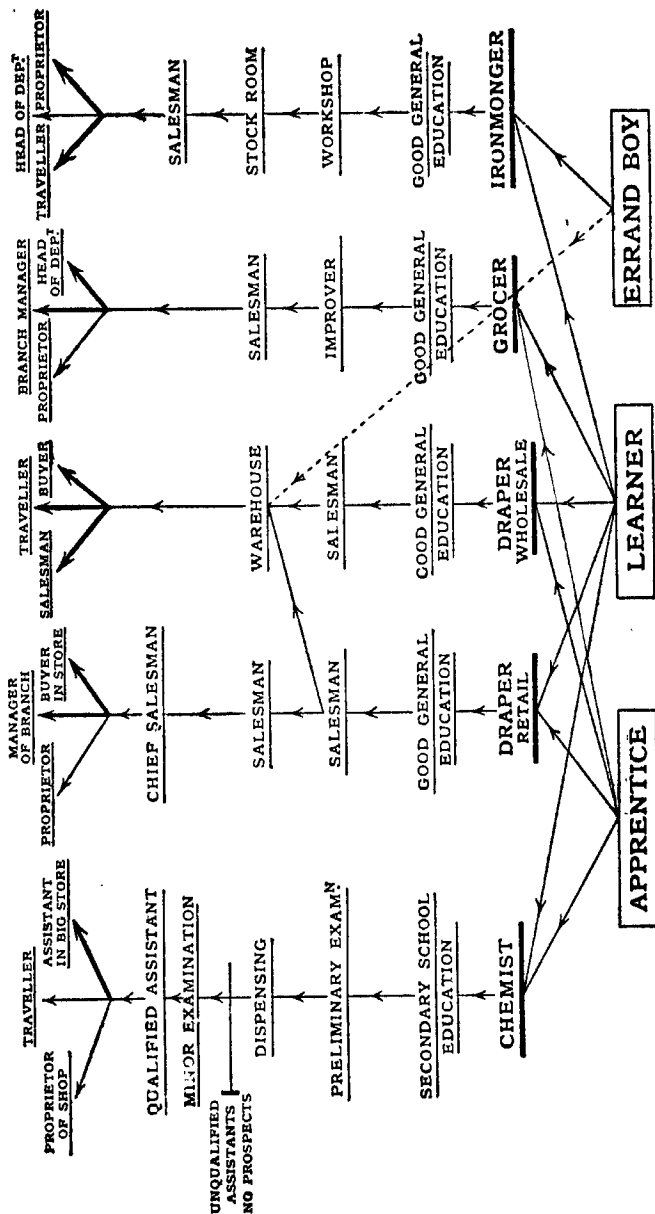 PROPRIETOR
OF SHOP
TRAVELLER
ASSISTANT
IN BIG STORE
QUALIFIED ASSISTANT
MINOR EXAMINATION
UNQUALIFIED
ASSISTANTS
NO PROSPECTS
DISPENSING
PRELIMINARY EXAMN
SECONDARY SCHOOL
EDUCATION
CHEMIST
PROPRIETOR
MANAGER
OF BRANCH
BUYER
IN STORE
CHIEF SALESMAN
SALESMAN
SALESMAN
GOOD GENERAL
EDUCATION
DRAPER
RETAIL
SALESMAN
TRAVELLER
BUYER
WAREHOUSE
SALESMAN
GOOD GENERAL
EDUCATION
DRAPER
WHOLESALE
PROPRIETOR
BRANCH MANAGER
HEAD
OF DEPT
SALESMAN
IMPROVER
GOOD GENERAL
EDUCATION
GROCER
TRAVELLER
HEAD OF DEPT
PROPRIETOR
SALESMAN
STOCK ROOM
WORKSHOP
GOOD GENERAL
EDUCATION
IRONMONGER
APPRENTICE
LEARNER
ERRAND BOY